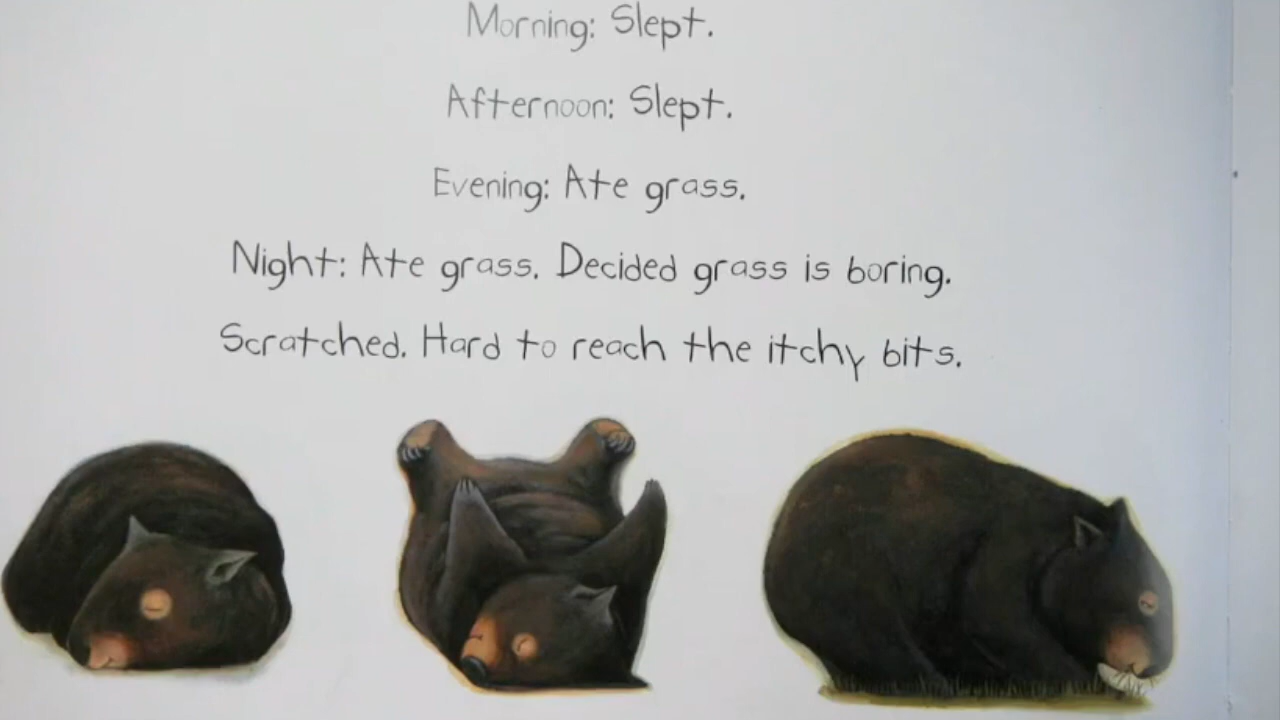 Morning: Slept.
Afternoon: Slept.
Evening: Ate grass.
Night: Ate grass. Decided grass is boring.
Scratched. Hard to reach the itchy bits.